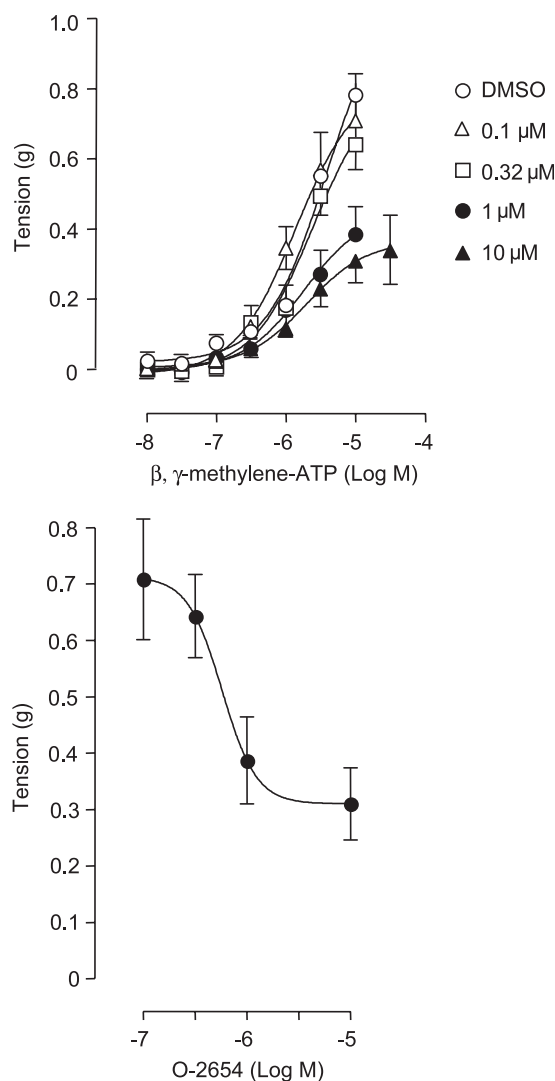 1.0
0.8
0.6
0.4
0.2
0
Tension (g)
DMSO
0.1 µM
0.32 µM
1 µM
10 µM
-8 -7 -6 -5 -4
β, γ-methylene-ATP (Log M)
0.8
0.7
0.6
0.5
0.4
0.3
0.2
0.1
0
Tension (g)
-7 -6 -5
O-2654 (Log M)